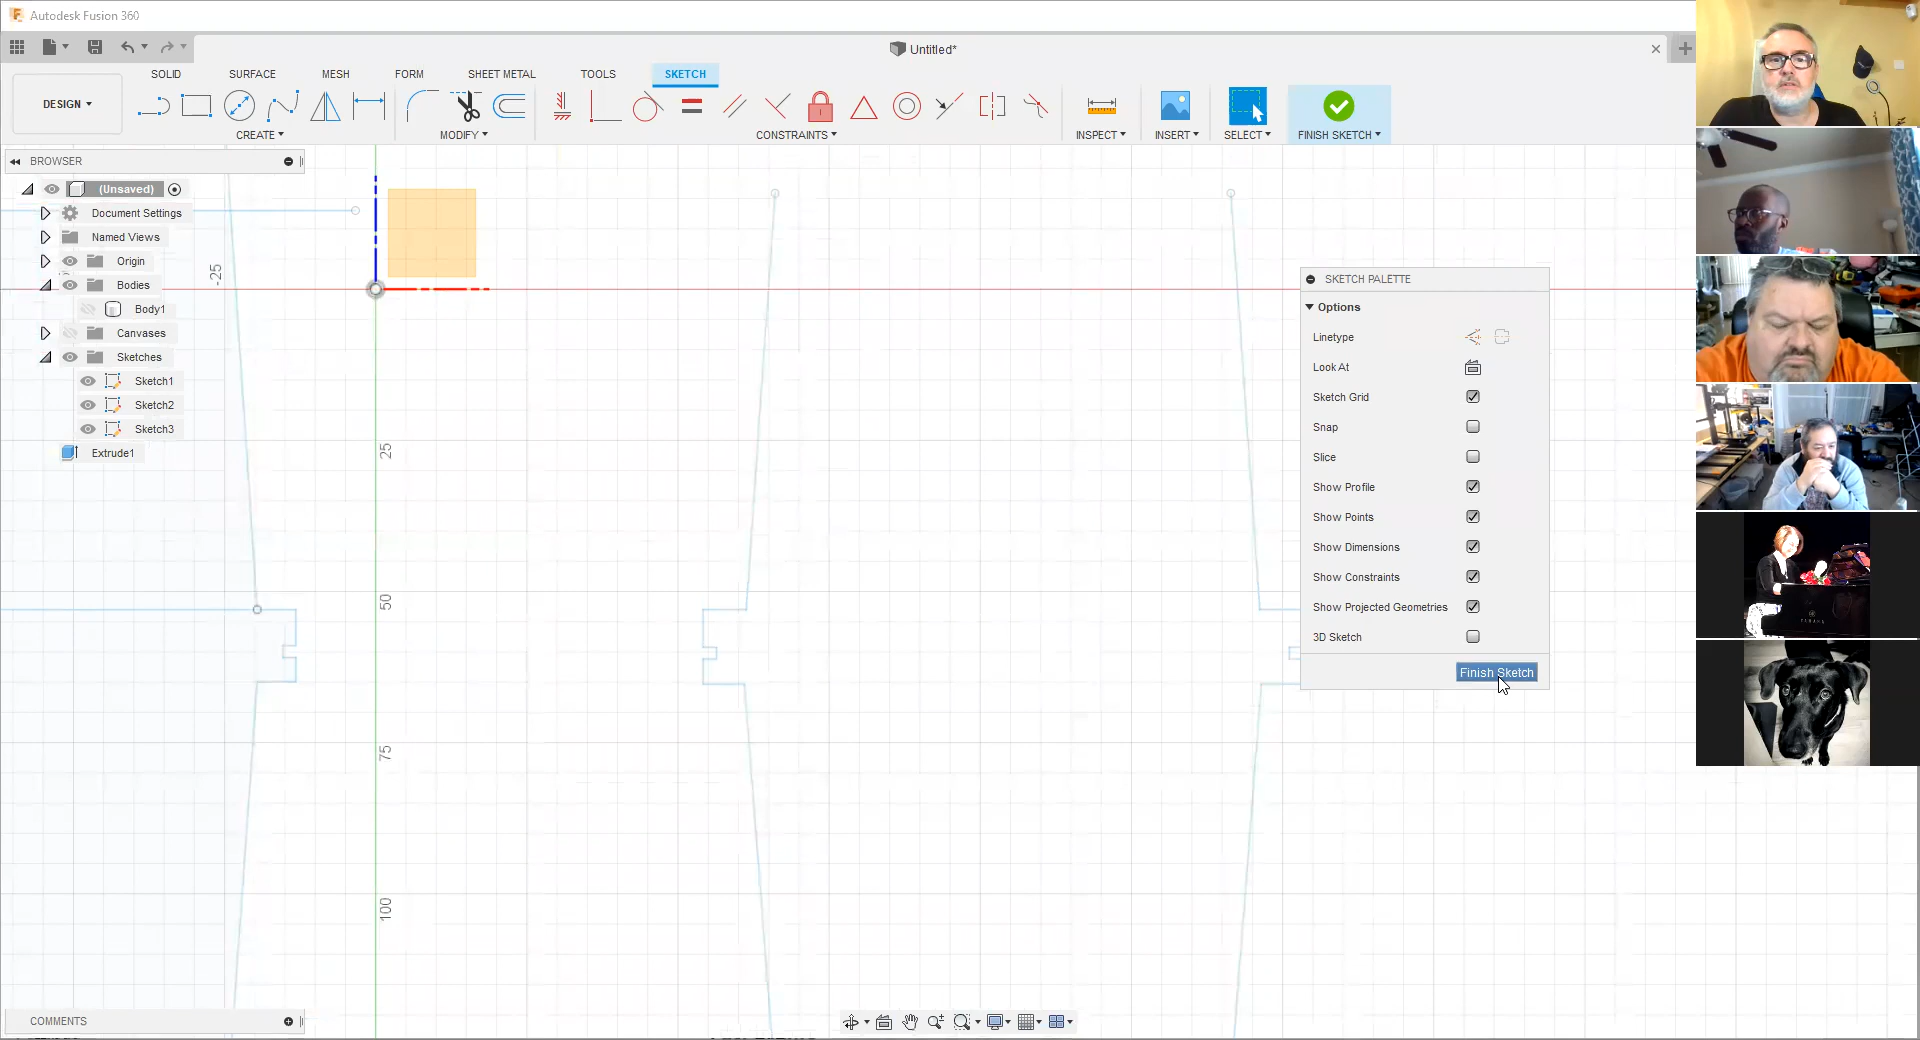 Autodesk Fusion 360
Untitled*
SOLID SURFACE MESH FORM SHEET METAL TOOLS SKETCH
DESIGN
CREATE MODIFY CONSTRAINTS INSPECT INSERT SELECT FINISH SKETCH
BROWSER
(Unsaved)
Document Settings
Named Views
Origin
Bodies
Body1
Canvases
Sketches
Sketch1
Sketch2
Sketch3
Extrude1
-25
25
50
75
100
SKETCH PALETTE
Options
Linetype
Look At
Sketch Grid
Snap
Slice
Show Profile
Show Points
Show Dimensions
Show Constraints
Show Projected Geometries
3D Sketch
Finish Sketch
YAMAHA
COMMENTS